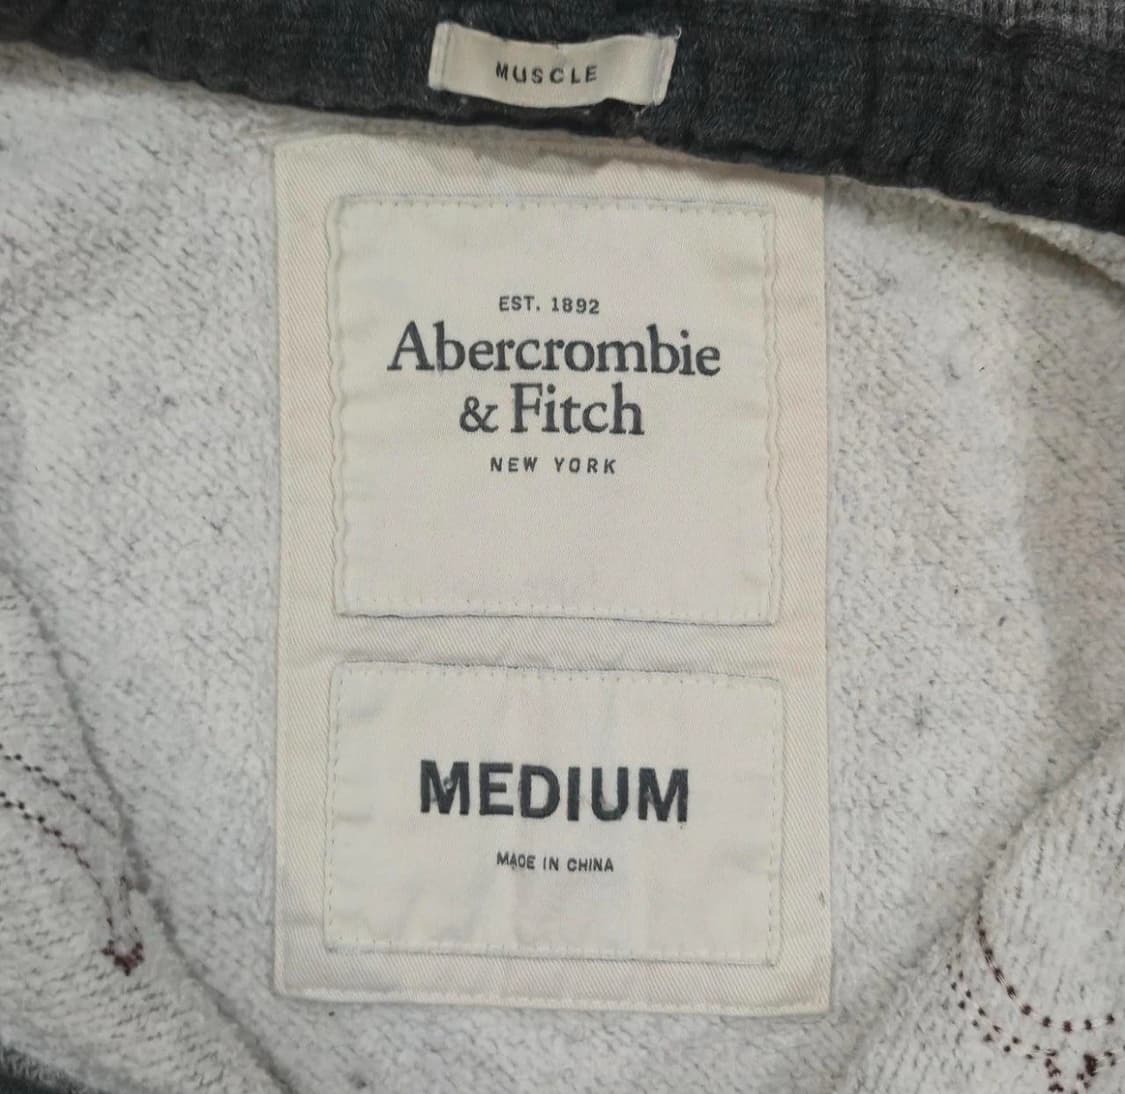 MUSCLE
EST. 1892
Abercrombie
& Fitch
NEW YORK
MEDIUM
MADE IN CHINA